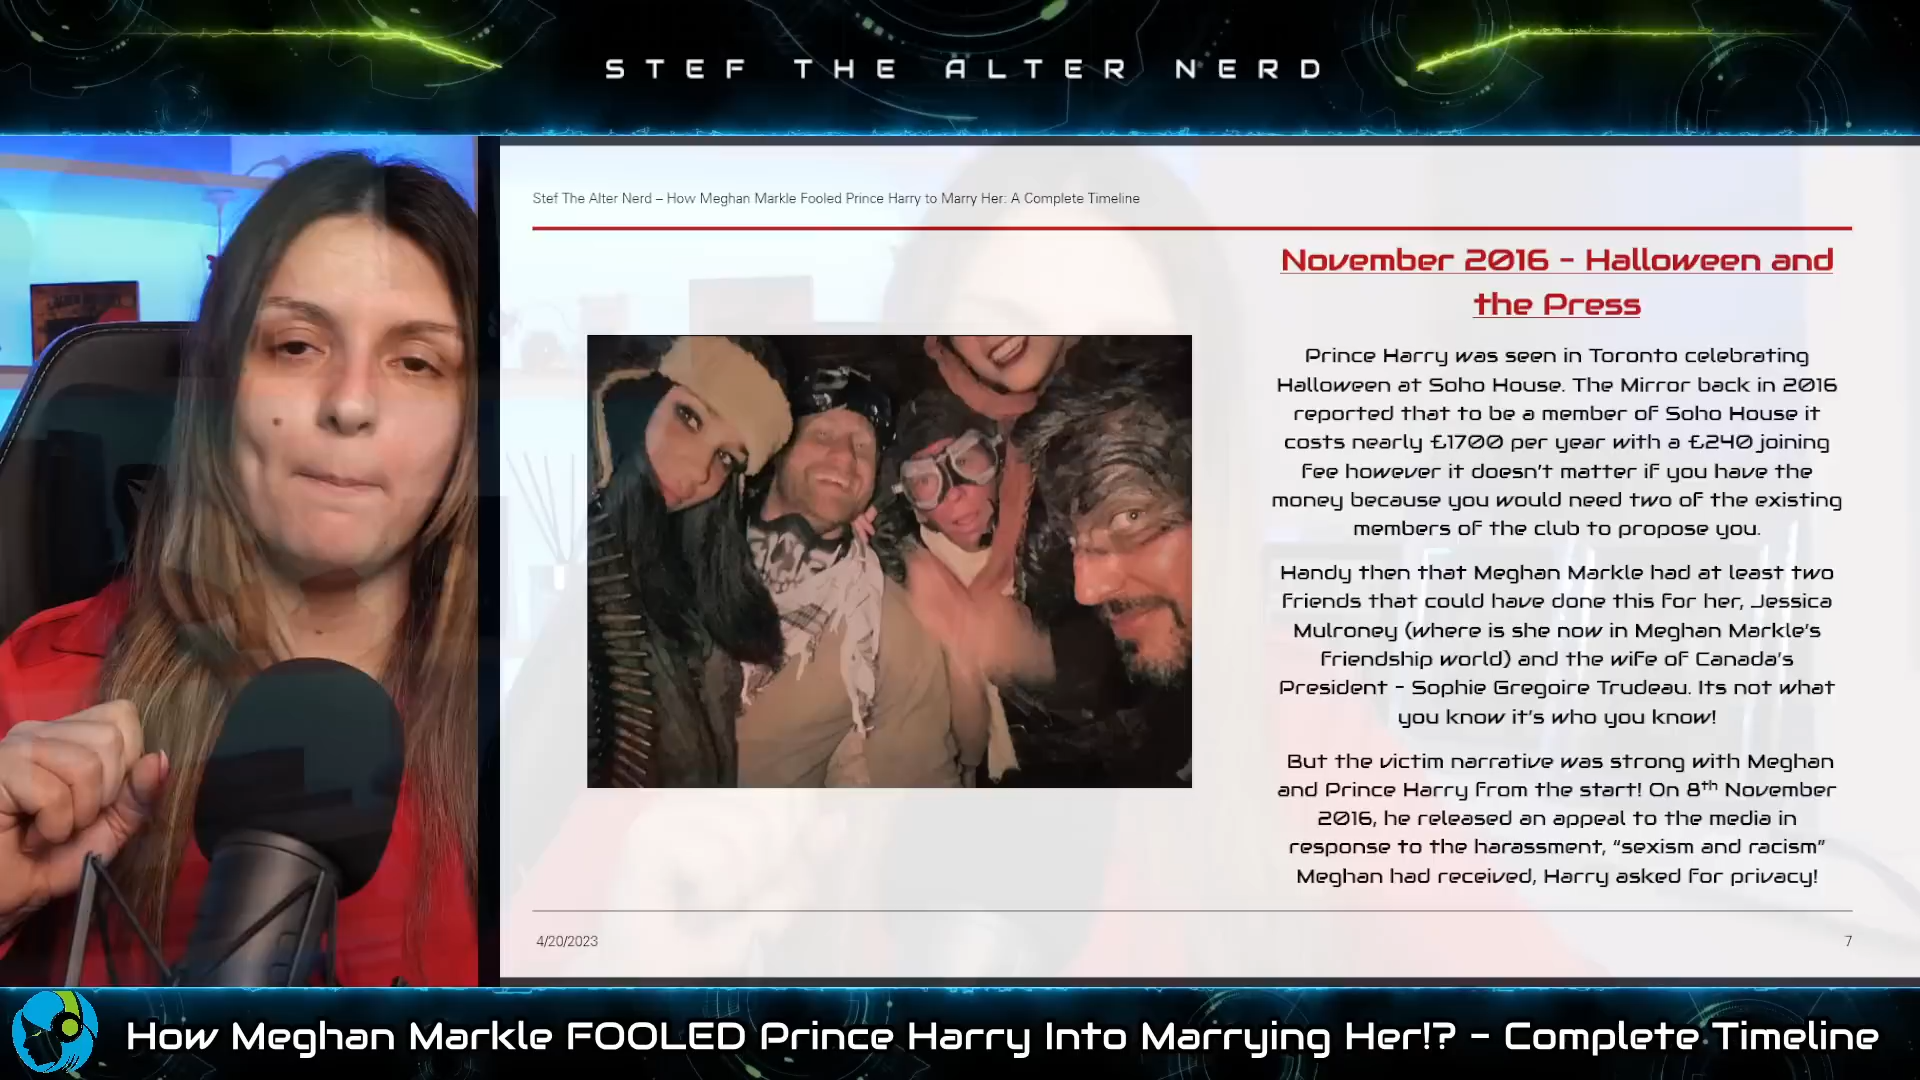 STEF THE ALTER NERD
Stef The Alter Nerd – How Meghan Markle Fooled Prince Harry to Marry Her: A Complete Timeline
November 2016 - Halloween and
the Press
Prince Harry was seen in Toronto celebrating
Halloween at Soho House. The Mirror back in 2016
reported that to be a member of Soho House it
costs nearly £1700 per year with a £240 joining
fee however it doesn't matter if you have the
money because you would need two of the existing
members of the club to propose you.
Handy then that Meghan Markle had at least two
friends that could have done this for her, Jessica
Mulroney (where is she now in Meghan Markle's
friendship world) and the wife of Canada's
President - Sophie Gregoire Trudeau. Its not what
you know it's who you know!
But the victim narrative was strong with Meghan
and Prince Harry from the start! On 8th November
2016, he released an appeal to the media in
response to the harassment, "sexism and racism"
Meghan had received, Harry asked for privacy!
4/20/2023
7
How Meghan Markle FOOLED Prince Harry Into Marrying Her!? - Complete Timeline